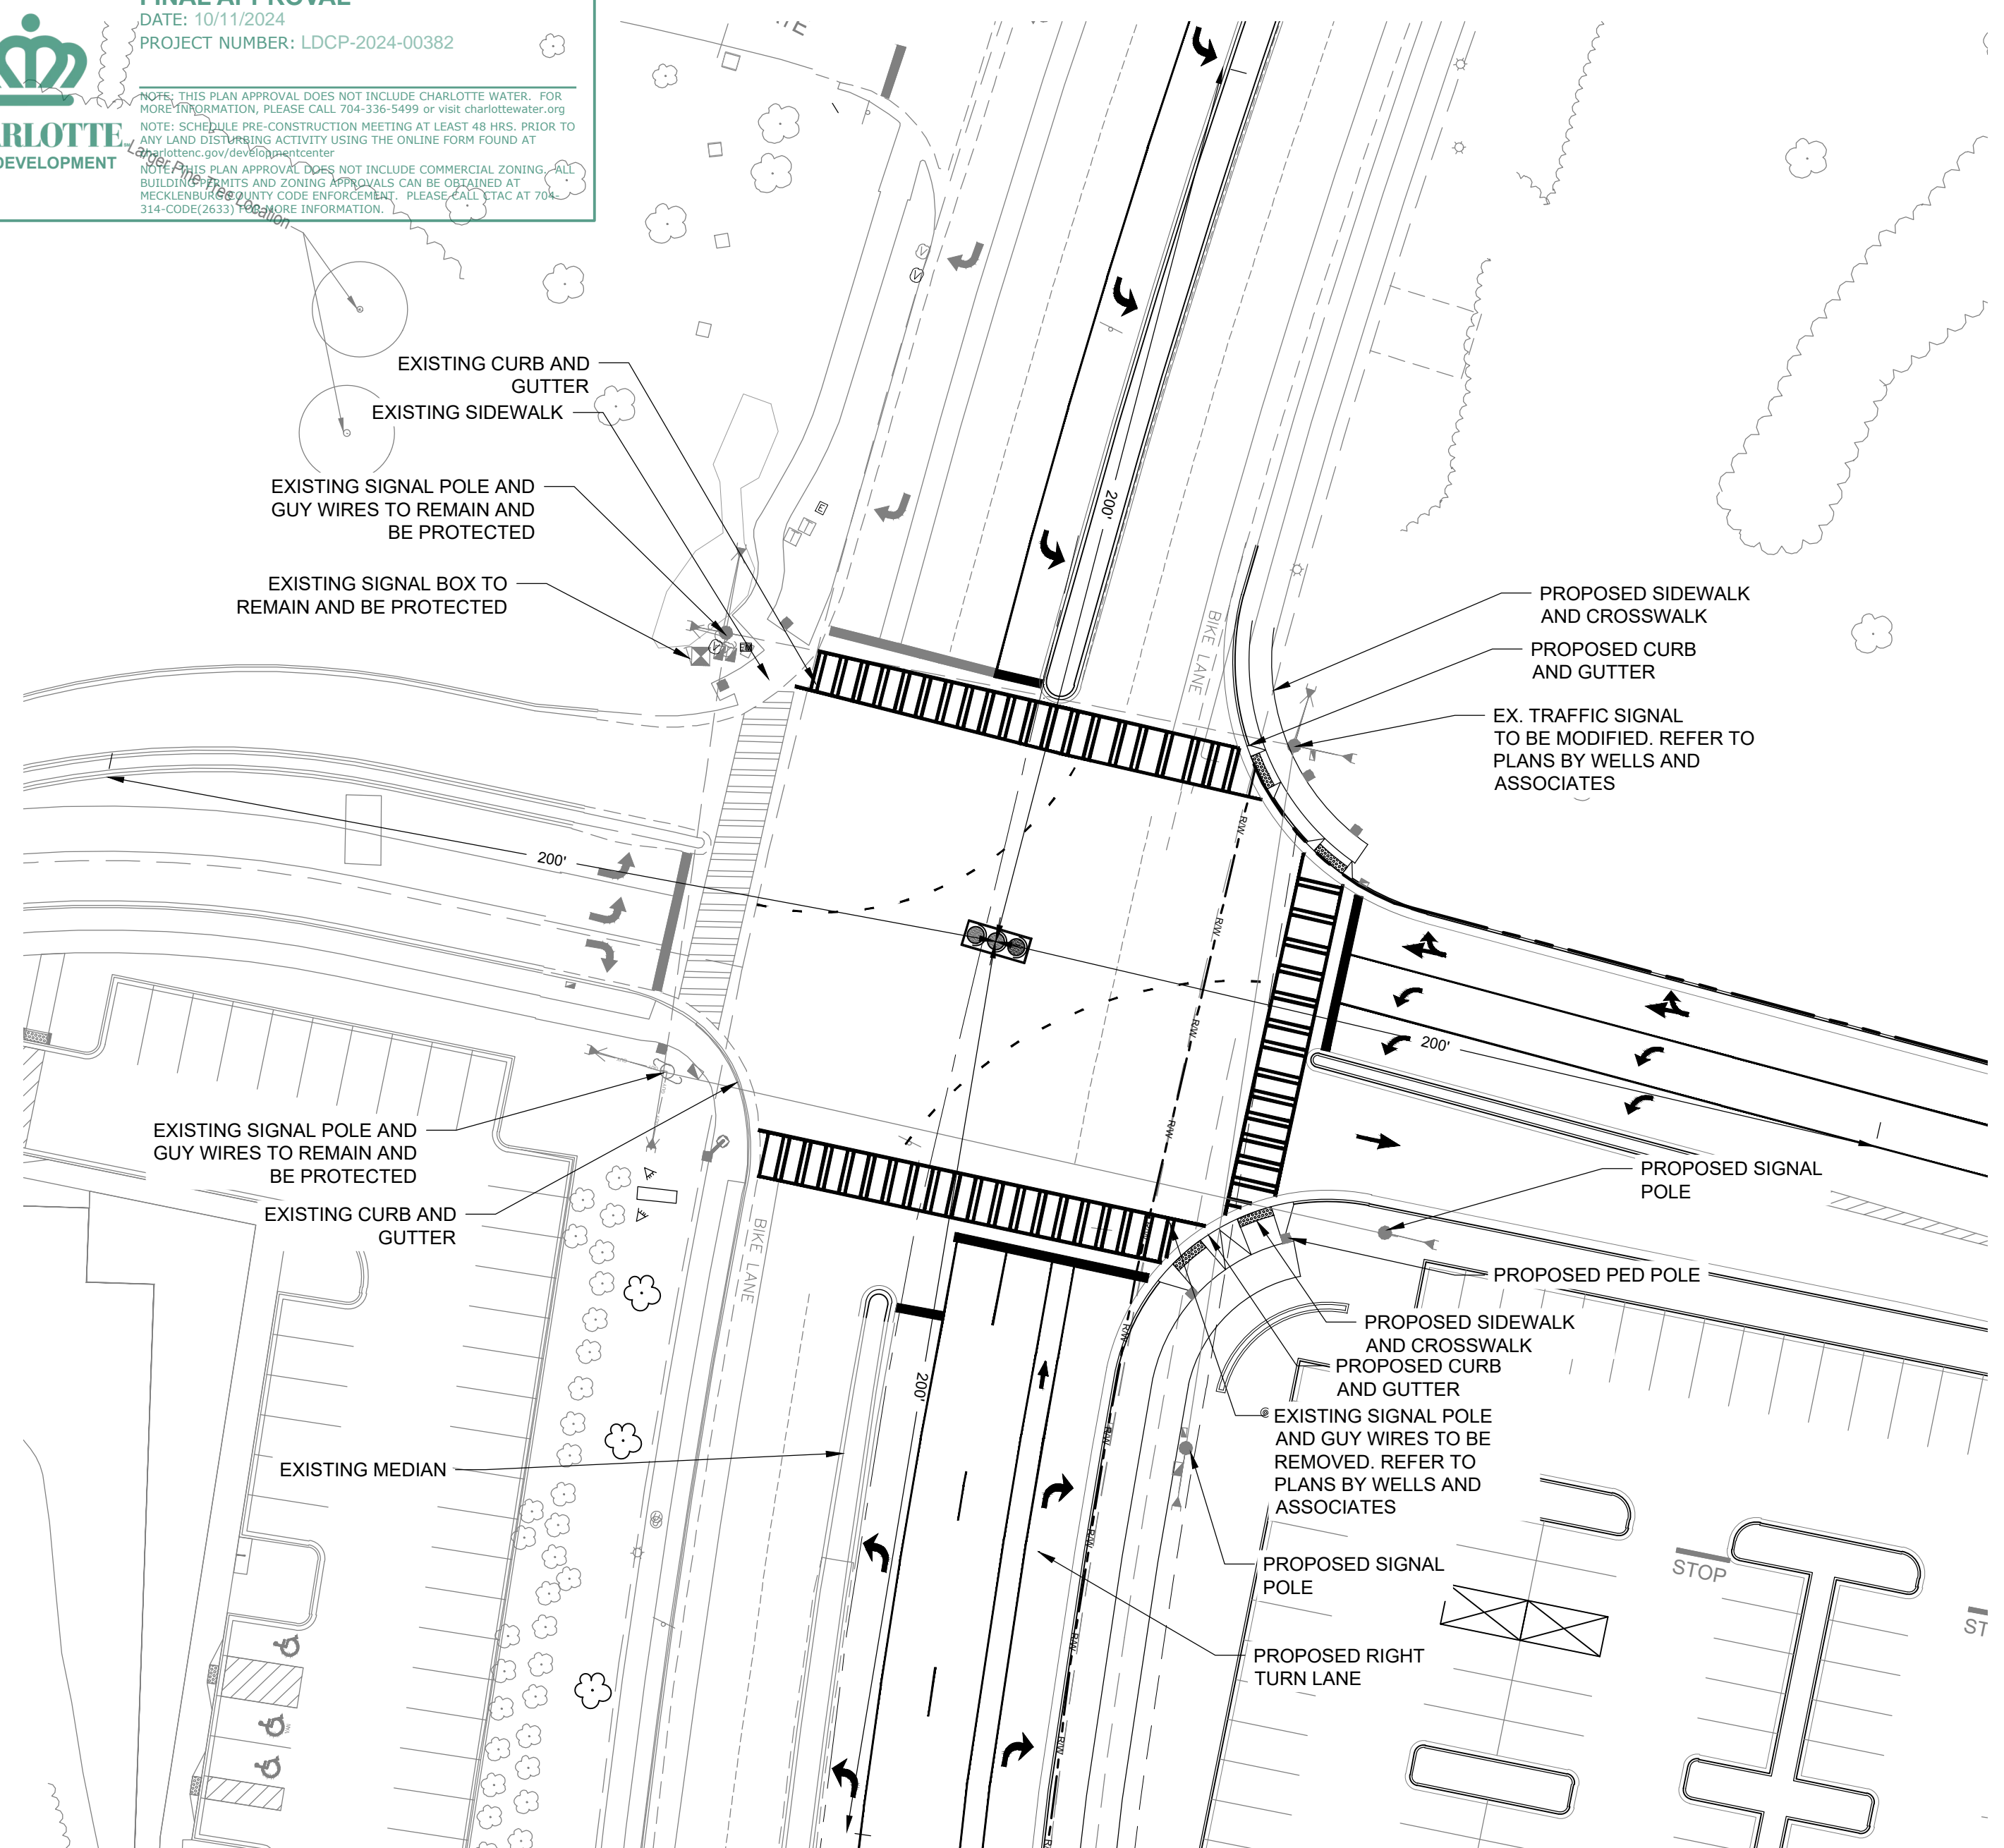 FINAL APPROVAL
DATE: 10/11/2024
PROJECT NUMBER: LDCP-2024-00382
NOTE: THIS PLAN APPROVAL DOES NOT INCLUDE CHARLOTTE WATER. FOR
MORE INFORMATION, PLEASE CALL 704-336-5499 or visit charlottewater.org
NOTE: SCHEDULE PRE-CONSTRUCTION MEETING AT LEAST 48 HRS. PRIOR TO
ANY LAND DISTURBING ACTIVITY USING THE ONLINE FORM FOUND AT
charlottenc.gov/developmentcenter
NOTE: THIS PLAN APPROVAL DOES NOT INCLUDE COMMERCIAL ZONING. ALL
BUILDING PERMITS AND ZONING APPROVALS CAN BE OBTAINED AT
MECKLENBURG COUNTY CODE ENFORCEMENT. PLEASE CALL CTAC AT 704-
314-CODE(2633) FOR MORE INFORMATION.
RLOTTE
DEVELOPMENT
Larger Pine Tree Location
EXISTING CURB AND
GUTTER
EXISTING SIDEWALK
EXISTING SIGNAL POLE AND
GUY WIRES TO REMAIN AND
BE PROTECTED
EXISTING SIGNAL BOX TO
REMAIN AND BE PROTECTED
200'
BIKE LANE
PROPOSED SIDEWALK
AND CROSSWALK
PROPOSED CURB
AND GUTTER
EX. TRAFFIC SIGNAL
TO BE MODIFIED. REFER TO
PLANS BY WELLS AND
ASSOCIATES
200'
R/W
R/W
R/W
R/W
200'
EXISTING SIGNAL POLE AND
GUY WIRES TO REMAIN AND
BE PROTECTED
EXISTING CURB AND
GUTTER
BIKE LANE
PROPOSED SIGNAL
POLE
PROPOSED PED POLE
PROPOSED SIDEWALK
AND CROSSWALK
PROPOSED CURB
AND GUTTER
EXISTING SIGNAL POLE
AND GUY WIRES TO BE
REMOVED. REFER TO
PLANS BY WELLS AND
ASSOCIATES
200'
R/W
R/W
R/W
R/W
R/W
EXISTING MEDIAN
PROPOSED SIGNAL
POLE
PROPOSED RIGHT
TURN LANE
STOP
ST